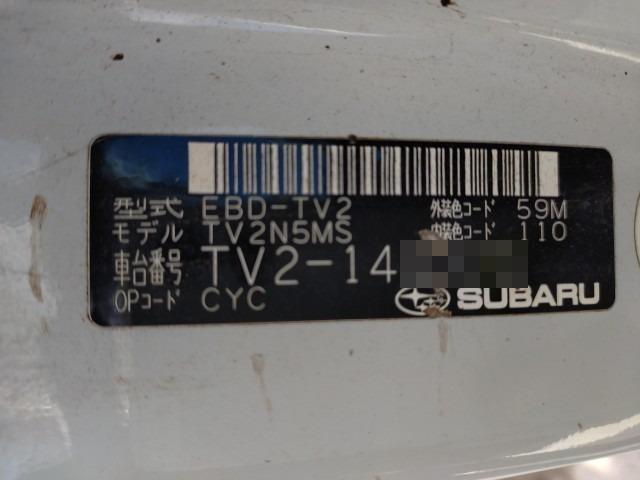 型式 EBD-TV2 外装色コード 59M
モデル TV2N5MS 内装色コード 110
車台番号 TV2-14
OPコード CYC SUBARU